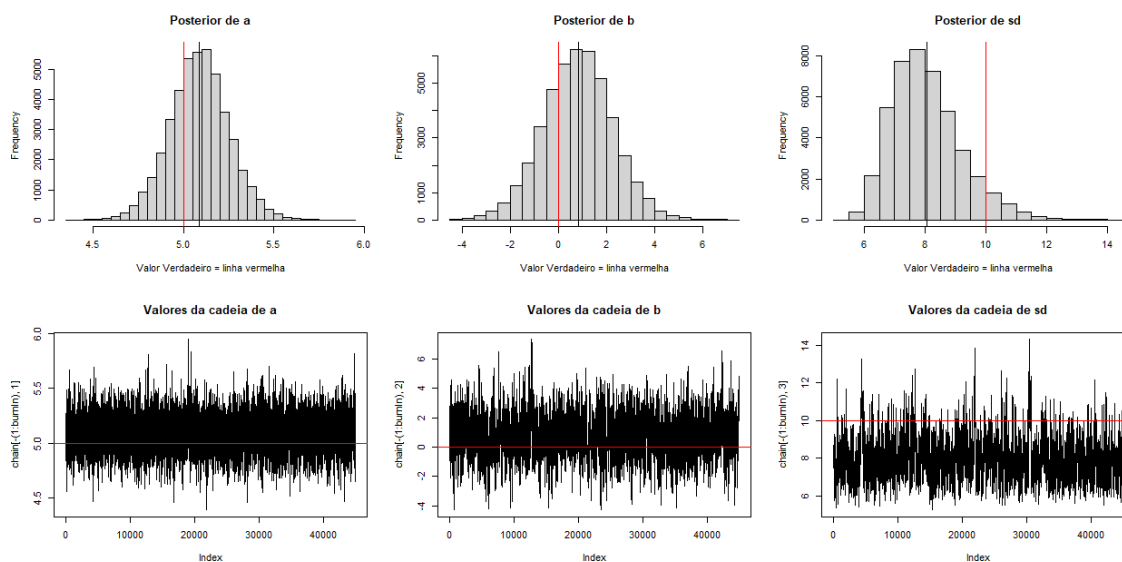 Posterior de a
Frequency
0 1000 2000 3000 4000 5000
4.5 5.0 5.5 6.0
Valor Verdadeiro = linha vermelha
Posterior de b
Frequency
0 1000 3000 5000
-4 -2 0 2 4 6
Valor Verdadeiro = linha vermelha
Posterior de sd
Frequency
0 2000 4000 6000 8000
6 8 10 12 14
Valor Verdadeiro = linha vermelha
Valores da cadeia de a
chain[-(1:burnIn), 1]
4.5 5.0 5.5 6.0
0 10000 20000 30000 40000
Index
Valores da cadeia de b
chain[-(1:burnIn), 2]
-4 -2 0 2 4 6
0 10000 20000 30000 40000
Index
Valores da cadeia de sd
chain[-(1:burnIn), 3]
6 8 10 12 14
0 10000 20000 30000 40000
Index